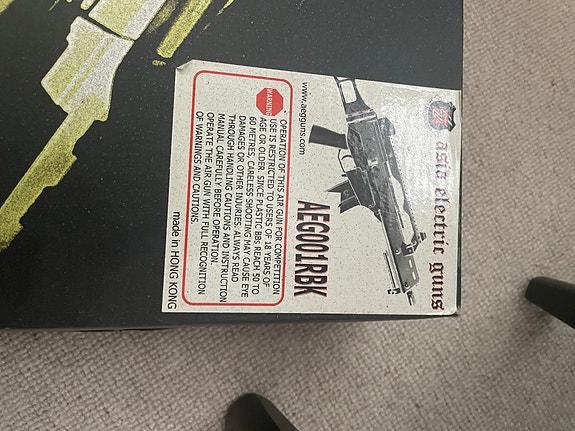 asia electric guns
www.aegguns.com
AEG001RBK
WARNING
OPERATION OF THIS AIR GUN FOR COMPETITION
USE IS RESTRICTED TO USERS OF 18 YEARS OF
AGE OR OLDER. SINCE PLASTIC BBs REACH 50 TO
60 METRES, CARELESS SHOOTING MAY CAUSE EYE
DAMAGES OR OTHER INJURIES. ALWAYS READ
THROUGH HANDLING CAUTIONS AND INSTRUCTION
MANUAL CAREFULLY BEFORE OPERATION.
OPERATE THE AIR GUN WITH FULL RECOGNITION
OF WARNINGS AND CAUTIONS.
made in HONG KONG